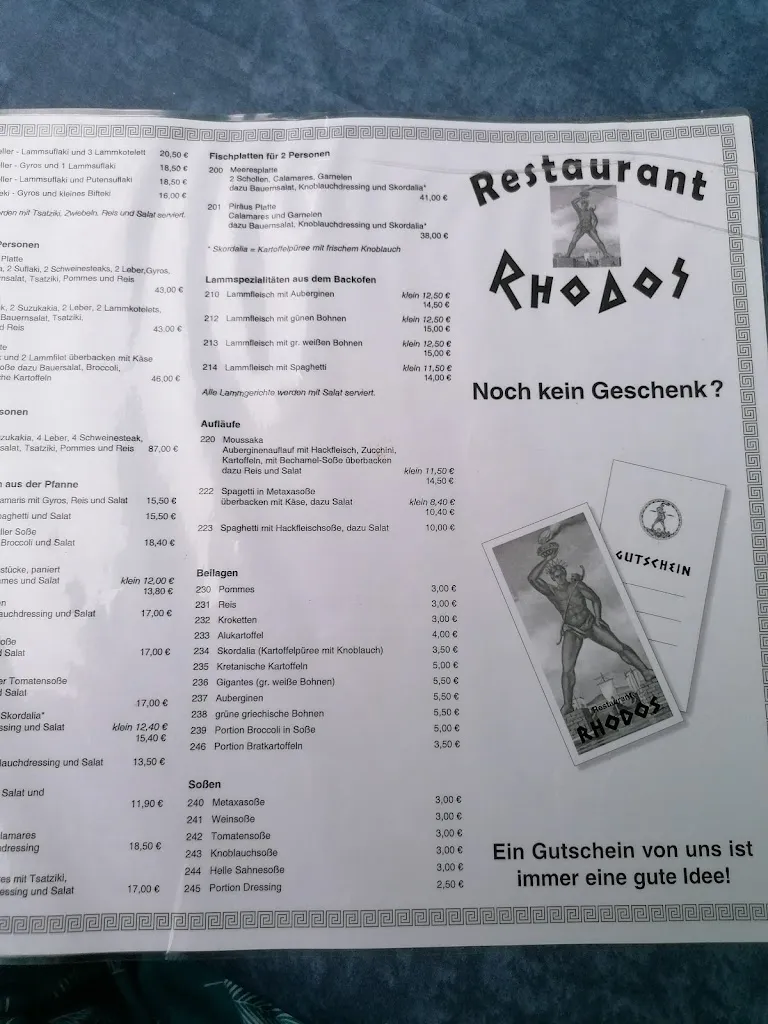 eller - Lammsuflaki und 3 Lammkotelett 20,50 €
eller - Gyros und 1 Lammsuflaki 18,50 €
eller - Lammsuflaki und Putensuflaki 18,50 €
eki - Gyros und kleines Bifteki 16,00 €
rden mit Tsatziki, Zwiebeln, Reis und Salat serviert.
Personen
Platte
a, 2 Suflaki, 2 Schweinesteaks, 2 Leber,Gyros,
nsalat, Tsatziki, Pommes und Reis
43,00 €
k, 2 Suzukakia, 2 Leber, 2 Lammkotelets,
Bauernsalat, Tsatziki,
d Reis 43,00 €
te
und 2 Lammfilet überbacken mit Käse
oße dazu Bauersalat, Broccoli,
che Kartoffeln 46,00 €
sonen
zukakia, 4 Leber, 4 Schweinesteak,
salat, Tsatziki, Pommes und Reis 87,00 €
n aus der Pfanne
amaris mit Gyros, Reis und Salat 15,50 €
paghetti und Salat 15,50 €
ller Soße
Broccoli und Salat 18,40 €
stücke, paniert
mes und Salat klein 12,00 €
13,80 €
en
auchdressing und Salat 17,00 €
oße
d Salat 17,00 €
er Tomatensoße
d Salat
17,00 €
Skordalia*
ssing und Salat klein 12,40 €
15,40 €
lauchdressing und Salat 13,50 €
Salat und
11,90 €
lamares
dressing 18,50 €
es mit Tsatziki,
essing und Salat 17,00 €
Fischplatten für 2 Personen
200 Meeresplatte
2 Schollen, Calamares, Garnelen
dazu Bauernsalat, Knoblauchdressing und Skordalia*
41,00 €
201 Piräus Platte
Calamares und Garnelen
dazu Bauernsalat, Knoblauchdressing und Skordalia*
38,00 €
* Skordalia = Kartoffelpüree mit frischem Knoblauch
Lammspezialitäten aus dem Backofen
210 Lammfleisch mit Auberginen klein 12,50 €
14,50 €
212 Lammfleisch mit günen Bohnen klein 12,50 €
15,00 €
213 Lammfleisch mit gr. weißen Bohnen klein 12,50 €
15,00 €
214 Lammfleisch mit Spaghetti klein 11,50 €
14,00 €
Alle Lammgerichte werden mit Salat serviert.
Aufläufe
220 Moussaka
Auberginenauflauf mit Hackfleisch, Zucchini,
Kartoffeln, mit Bechamel-Soße überbacken
dazu Reis und Salat klein 11,50 €
14,50 €
222 Spagetti in Metaxasoße
überbacken mit Käse, dazu Salat klein 8,40 €
10,40 €
223 Spaghetti mit Hackfleischsoße, dazu Salat 10,00 €
Beilagen
230 Pommes 3,00 €
231 Reis 3,00 €
232 Kroketten 3,00 €
233 Alukartoffel 4,00 €
234 Skordalia (Kartoffelpüree mit Knoblauch) 3,50 €
235 Kretanische Kartoffeln 5,00 €
236 Gigantes (gr. weiße Bohnen) 5,50 €
237 Auberginen 5,50 €
238 grüne griechische Bohnen 5,50 €
239 Portion Broccoli in Soße 5,00 €
246 Portion Bratkartoffeln 3,50 €
Soßen
240 Metaxasoße 3,00 €
241 Weinsoße 3,00 €
242 Tomatensoße 3,00 €
243 Knoblauchsoße 3,00 €
244 Helle Sahnesoße 3,00 €
245 Portion Dressing 2,50 €
Restaurant
RHODOS
Noch kein Geschenk?
GUTSCHEIN
Restaurant
RHODOS
Ein Gutschein von uns ist
immer eine gute Idee!